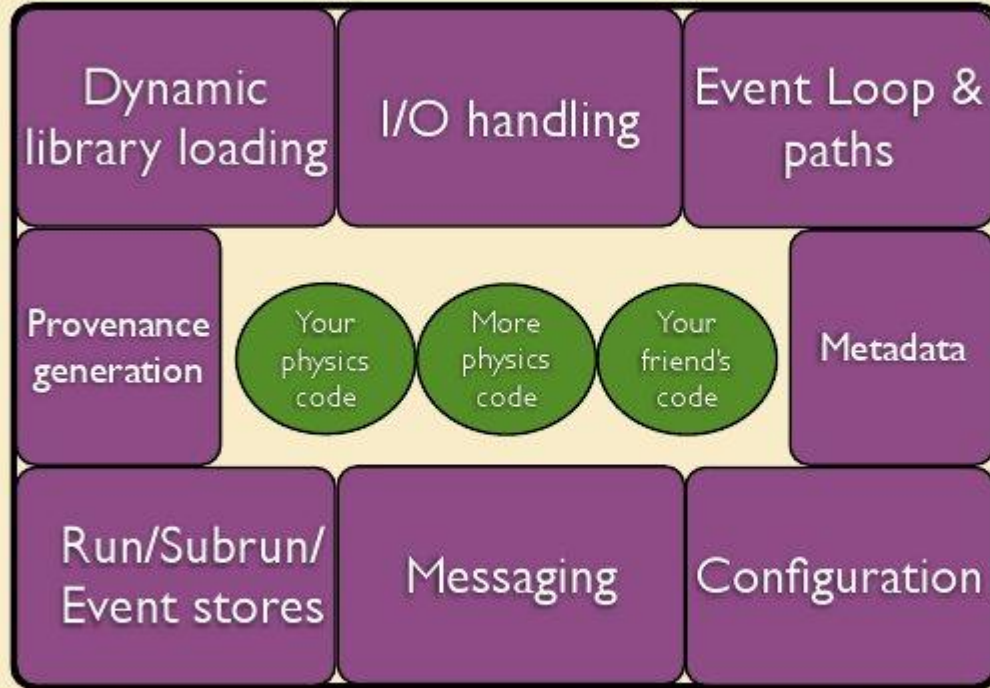 Dynamic
library loading
I/O handling
Event Loop &
paths
Provenance
generation
Your
physics
code
More
physics
code
Your
friend's
code
Metadata
Run/Subrun/
Event stores
Messaging
Configuration